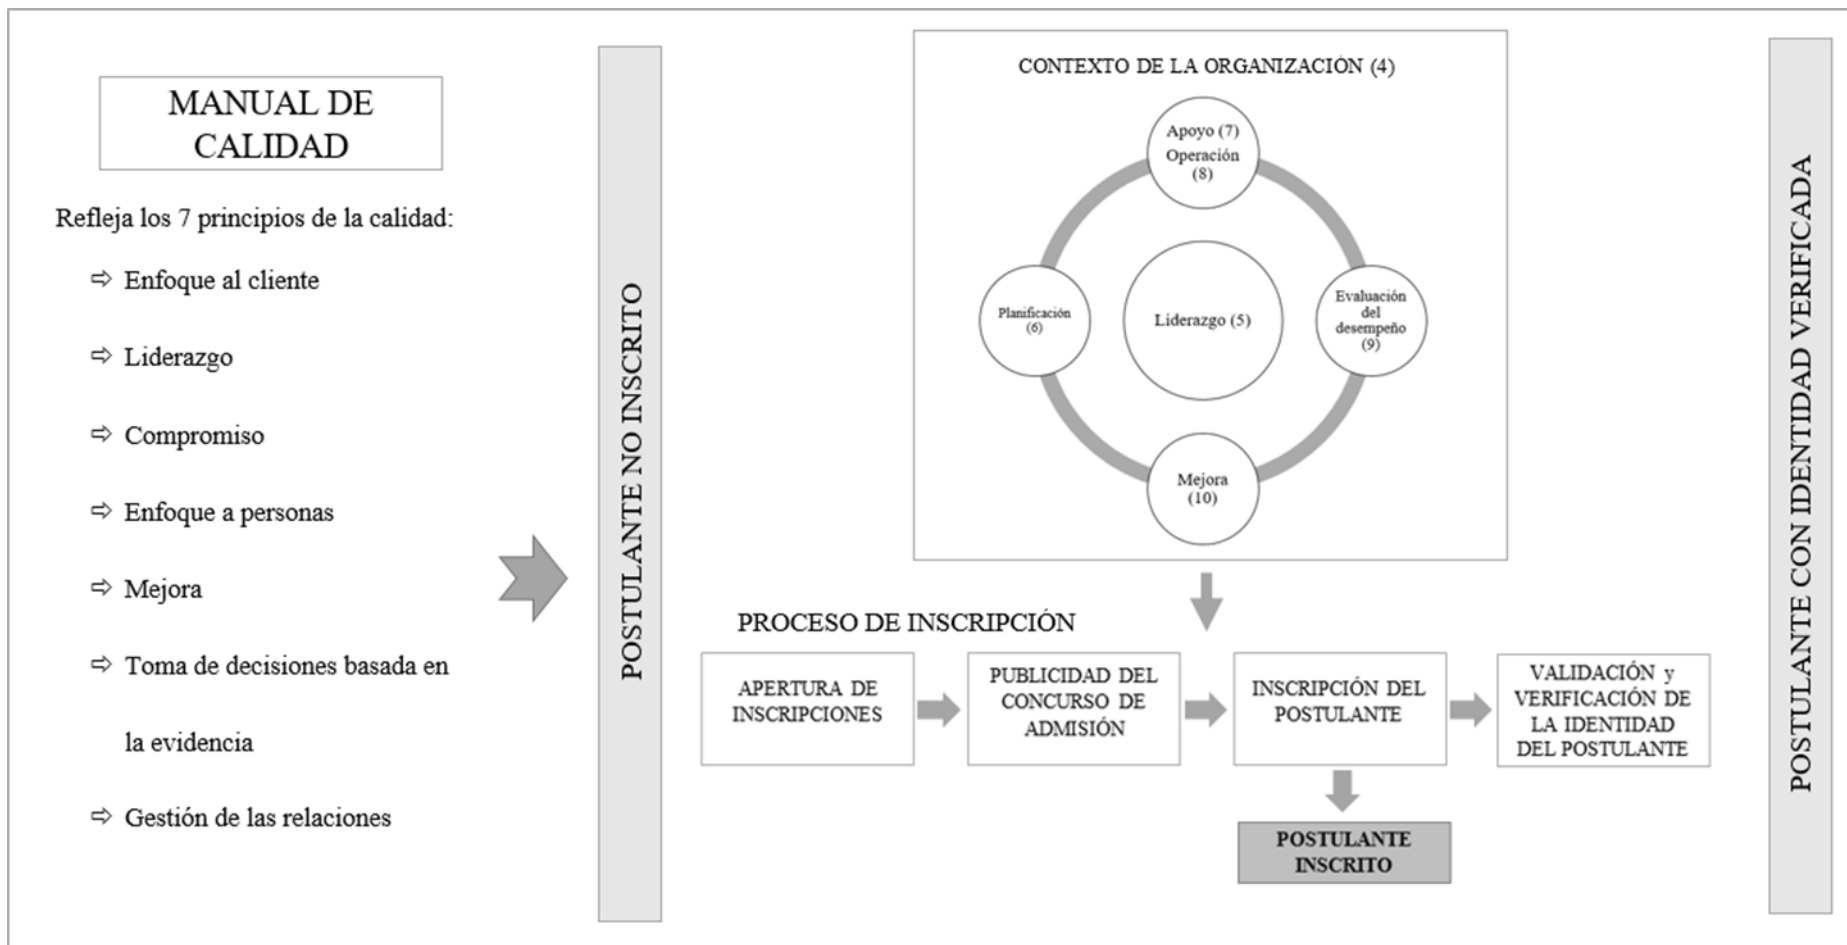 MANUAL DE
CALIDAD
Refleja los 7 principios de la calidad:
⇨ Enfoque al cliente
⇨ Liderazgo
⇨ Compromiso
⇨ Enfoque a personas
⇨ Mejora
⇨ Toma de decisiones basada en
la evidencia
⇨ Gestión de las relaciones
POSTULANTE NO INSCRITO
CONTEXTO DE LA ORGANIZACIÓN (4)
Apoyo (7)
Operación
(8)
Planificación
(6)
Liderazgo (5)
Evaluación
del
desempeño
(9)
Mejora
(10)
PROCESO DE INSCRIPCIÓN
APERTURA DE
INSCRIPCIONES
PUBLICIDAD DEL
CONCURSO DE
ADMISIÓN
INSCRIPCIÓN DEL
POSTULANTE
VALIDACIÓN y
VERIFICACIÓN DE
LA IDENTIDAD
DEL POSTULANTE
POSTULANTE
INSCRITO
POSTULANTE CON IDENTIDAD VERIFICADA